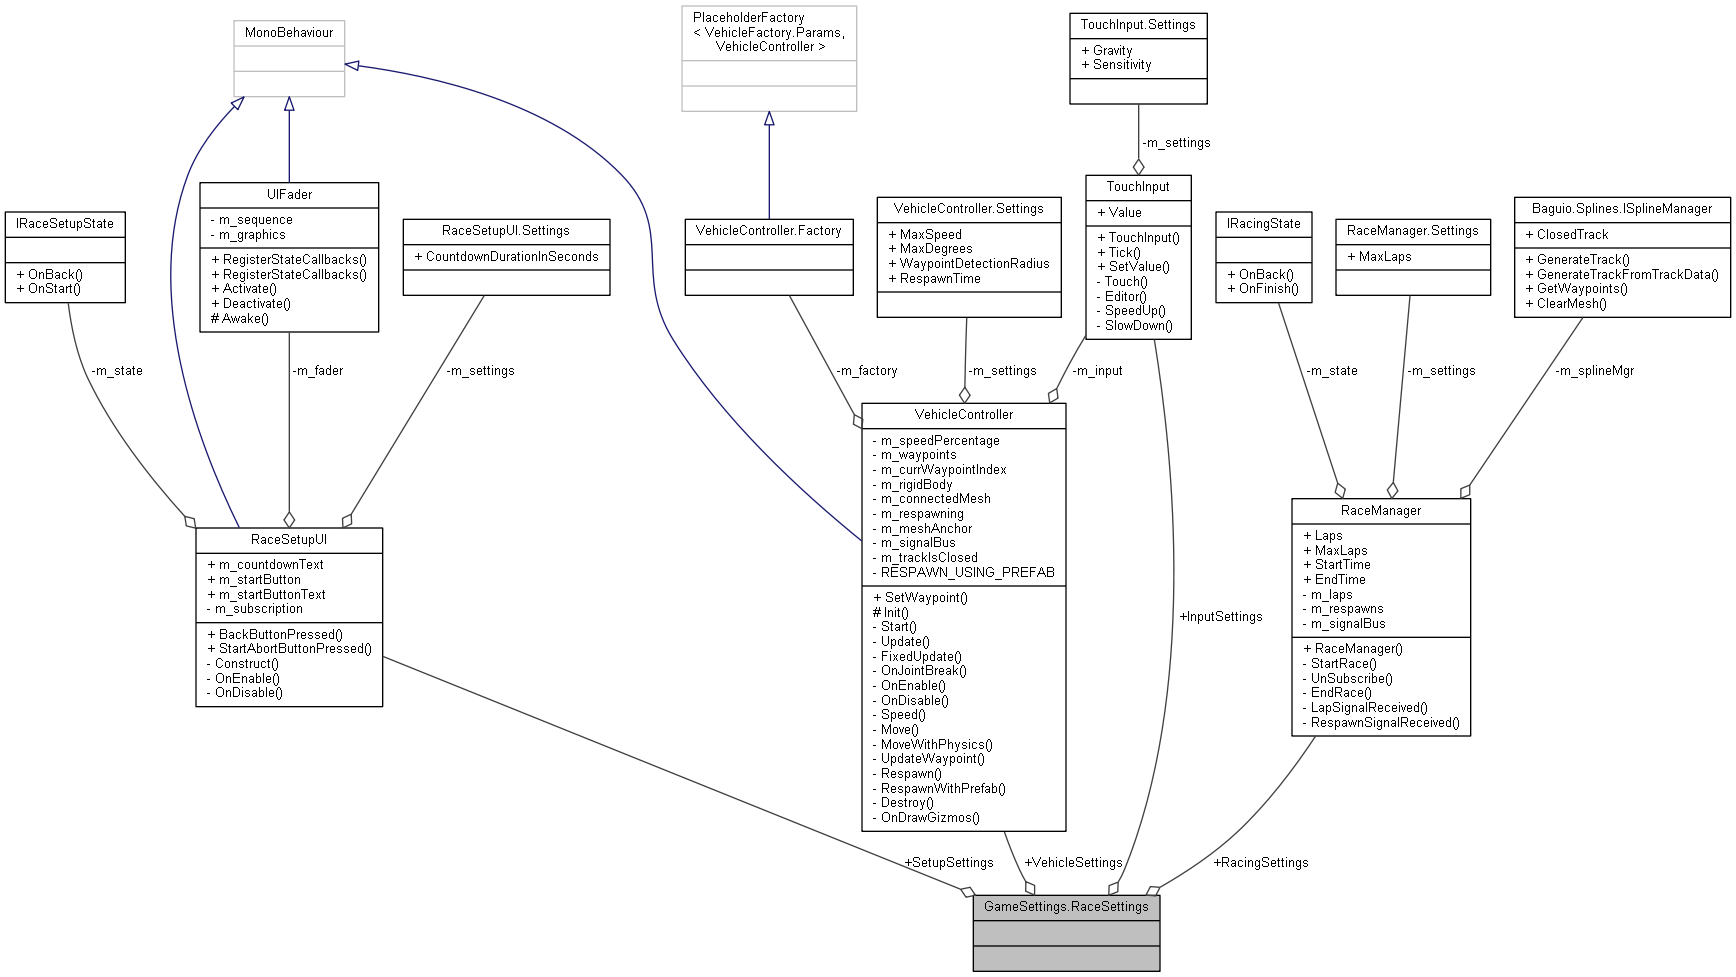 MonoBehaviour
PlaceholderFactory
< VehicleFactory.Params,
VehicleController >
TouchInput.Settings
+ Gravity
+ Sensitivity
-m_settings
IRaceSetupState
+ OnBack()
+ OnStart()
UIFader
- m_sequence
- m_graphics
+ RegisterStateCallbacks()
+ RegisterStateCallbacks()
+ Activate()
+ Deactivate()
# Awake()
RaceSetupUI.Settings
+ CountdownDurationInSeconds
VehicleController.Factory
VehicleController.Settings
+ MaxSpeed
+ MaxDegrees
+ WaypointDetectionRadius
+ RespawnTime
TouchInput
+ Value
+ TouchInput()
+ Tick()
+ SetValue()
- Touch()
- Editor()
- SpeedUp()
- SlowDown()
IRacingState
+ OnBack()
+ OnFinish()
RaceManager.Settings
+ MaxLaps
Baguio.Splines.ISplineManager
+ ClosedTrack
+ GenerateTrack()
+ GenerateTrackFromTrackData()
+ GetWaypoints()
+ ClearMesh()
-m_state
-m_fader
-m_settings
-m_factory
-m_settings
-m_input
-m_state
-m_settings
-m_splineMgr
RaceSetupUI
+ m_countdownText
+ m_startButton
+ m_startButtonText
- m_subscription
+ BackButtonPressed()
+ StartAbortButtonPressed()
- Construct()
- OnEnable()
- OnDisable()
VehicleController
- m_speedPercentage
- m_waypoints
- m_currWaypointIndex
- m_rigidBody
- m_connectedMesh
- m_respawning
- m_meshAnchor
- m_signalBus
- m_trackIsClosed
- RESPAWN_USING_PREFAB
+ SetWaypoint()
# Init()
- Start()
- Update()
- FixedUpdate()
- OnJointBreak()
- OnEnable()
- OnDisable()
- Speed()
- Move()
- MoveWithPhysics()
- UpdateWaypoint()
- Respawn()
- RespawnWithPrefab()
- Destroy()
- OnDrawGizmos()
+InputSettings
RaceManager
+ Laps
+ MaxLaps
+ StartTime
+ EndTime
- m_laps
- m_respawns
- m_signalBus
+ RaceManager()
- StartRace()
- UnSubscribe()
- EndRace()
- LapSignalReceived()
- RespawnSignalReceived()
+SetupSettings
+VehicleSettings
+RacingSettings
GameSettings.RaceSettings